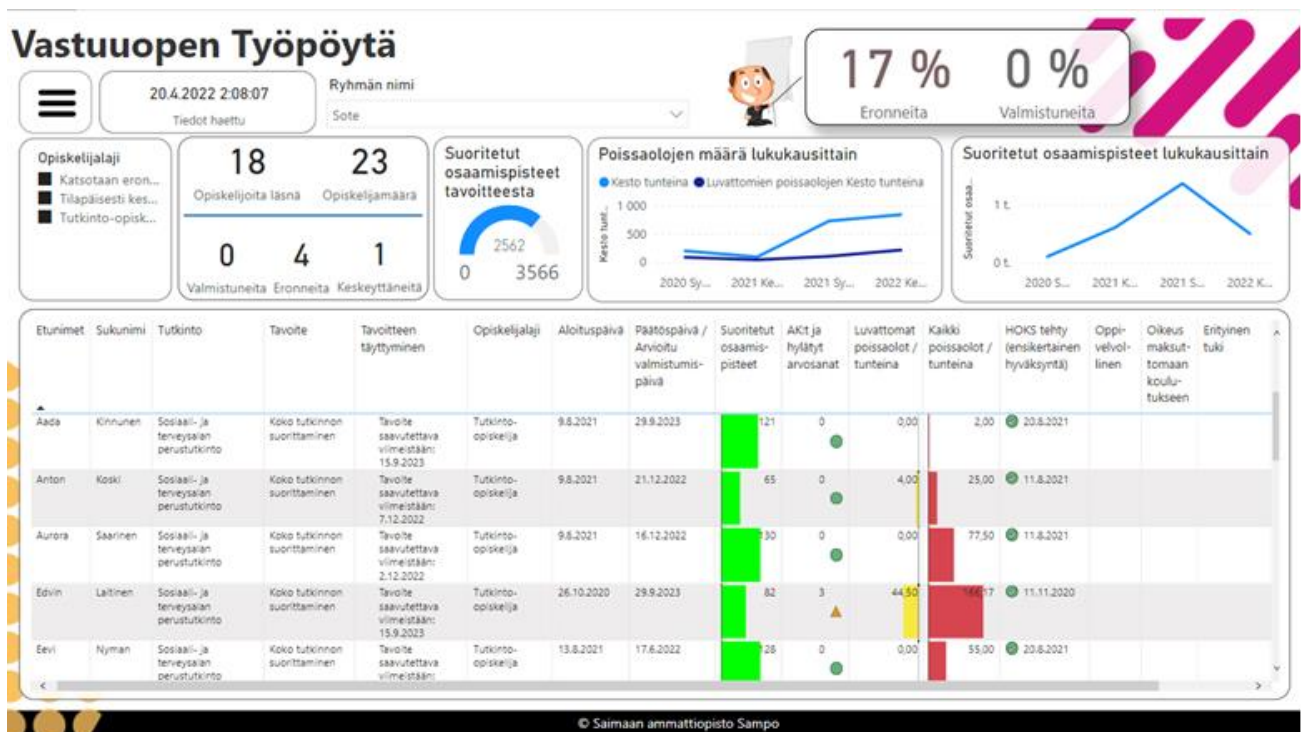 Vastuuopen Työpöytä
20.4.2022 2:08:07
Tiedot haettu
Ryhmän nimi
Sote
17 %
Eronneita
0 %
Valmistuneita
Opiskelijalaji
Katsotaan eron...
Tilapäisesti kes...
Tutkinto-opisk...
18
Opiskelijoita läsnä
23
Opiskelijamäärä
0
Valmistuneita
4
Eronneita
1
Keskeyttäneitä
Suoritetut
osaamispisteet
tavoitteesta
2562
0
3566
Poissaolojen määrä lukukausittain
Kesto tunteina Luvattomien poissaolojen Kesto tunteina
Kesto tunt...
1 000
500
0
2020 Sy... 2021 Ke... 2021 Sy... 2022 Ke...
Suoritetut osaamispisteet lukukausittain
Suoritetut osaa...
1 t.
0 t.
2020 S... 2021 K... 2021 S... 2022 K...
Etunimet
Sukunimi
Tutkinto
Tavoite
Tavoitteen
täyttyminen
Opiskelijalaji
Aloituspäivä
Päätöspäivä /
Arvioitu
valmistumis-
päivä
Suoritetut
osaamis-
pisteet
AK:t ja
hylätyt
arvosanat
Luvattomat
poissaolot /
tunteina
Kaikki
poissaolot /
tunteina
HOKS tehty
(ensikertainen
hyväksyntä)
Oppi-
velvol-
linen
Oikeus
maksut-
tomaan
koulu-
tukseen
Erityinen
tuki
Aada
Kinnunen
Sosiaali- ja
terveysalan
perustutkinto
Koko tutkinnon
suorittaminen
Tavoite
saavutettava
viimeistään:
15.9.2023
Tutkinto-
opiskelija
9.8.2021
29.9.2023
121
0
0,00
2,00
20.8.2021
Anton
Koski
Sosiaali- ja
terveysalan
perustutkinto
Koko tutkinnon
suorittaminen
Tavoite
saavutettava
viimeistään:
7.12.2022
Tutkinto-
opiskelija
9.8.2021
21.12.2022
65
0
4,00
25,00
11.8.2021
Aurora
Saarinen
Sosiaali- ja
terveysalan
perustutkinto
Koko tutkinnon
suorittaminen
Tavoite
saavutettava
viimeistään:
2.12.2022
Tutkinto-
opiskelija
9.8.2021
16.12.2022
130
0
0,00
77,50
11.8.2021
Edvin
Laitinen
Sosiaali- ja
terveysalan
perustutkinto
Koko tutkinnon
suorittaminen
Tavoite
saavutettava
viimeistään:
15.9.2023
Tutkinto-
opiskelija
26.10.2020
29.9.2023
82
3
44,50
11.11.2020
Eevi
Nyman
Sosiaali- ja
terveysalan
perustutkinto
Koko tutkinnon
suorittaminen
Tavoite
saavutettava
viimeistään:
Tutkinto-
opiskelija
13.8.2021
17.6.2022
128
0
0,00
55,00
20.8.2021
© Saimaan ammattiopisto Sampo